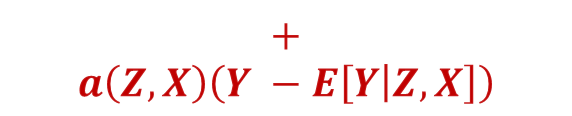 +
a(Z, X)(Y − E[Y|Z, X])